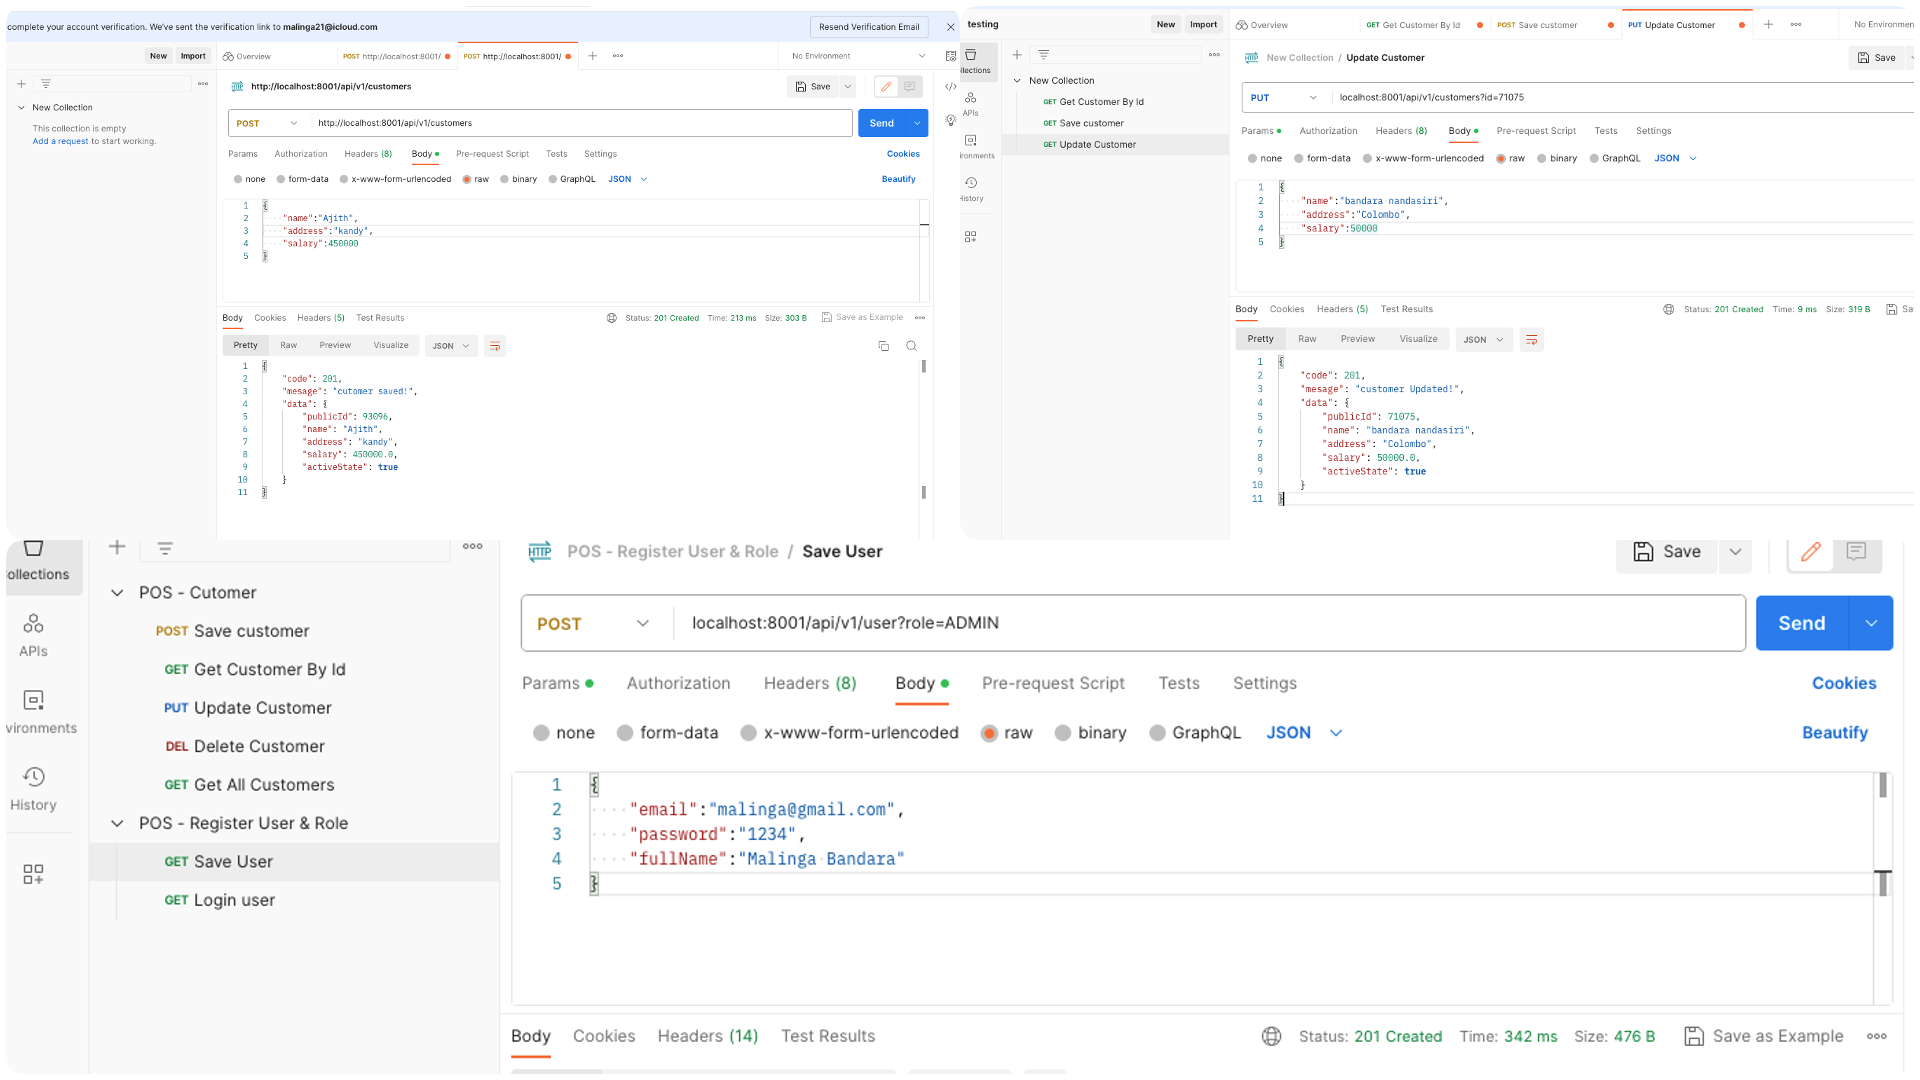 complete your account verification. We've sent the verification link to malinga21@icloud.com
Resend Verification Email
New Import
Overview
POST http://localhost:8001/
POST http://localhost:8001/
No Environment
http://localhost:8001/api/v1/customers
Save
New Collection
This collection is empty
Add a request to start working.
POST http://localhost:8001/api/v1/customers
Send
Params Authorization Headers (8) Body Pre-request Script Tests Settings
Cookies
none form-data x-www-form-urlencoded raw binary GraphQL JSON
Beautify
1 {
2 "name":"Ajith",
3 "address":"kandy",
4 "salary":450000
5 }
Body Cookies Headers (5) Test Results
Status: 201 Created Time: 213 ms Size: 303 B
Save as Example
Pretty Raw Preview Visualize JSON
1 {
2 "code": 201,
3 "mesage": "cutomer saved!",
4 "data": {
5 "publicId": 93096,
6 "name": "Ajith",
7 "address": "kandy",
8 "salary": 450000.0,
9 "activeState": true
10 }
11 }
testing
New Import
Overview
GET Get Customer By Id
POST Save customer
PUT Update Customer
No Environment
llections
APIs
ironments
istory
New Collection
GET Get Customer By Id
GET Save customer
GET Update Customer
New Collection / Update Customer
Save
PUT localhost:8001/api/v1/customers?id=71075
Params Authorization Headers (8) Body Pre-request Script Tests Settings
none form-data x-www-form-urlencoded raw binary GraphQL JSON
1 {
2 "name":"bandara nandasiri",
3 "address":"Colombo",
4 "salary":50000
5 }
Body Cookies Headers (5) Test Results
Status: 201 Created Time: 9 ms Size: 319 B
Sa
Pretty Raw Preview Visualize JSON
1 {
2 "code": 201,
3 "mesage": "customer Updated!",
4 "data": {
5 "publicId": 71075,
6 "name": "bandara nandasiri",
7 "address": "Colombo",
8 "salary": 50000.0,
9 "activeState": true
10 }
11 }
ollections
APIs
vironments
History
POS - Cutomer
POST Save customer
GET Get Customer By Id
PUT Update Customer
DEL Delete Customer
GET Get All Customers
POS - Register User & Role
GET Save User
GET Login user
HTTP POS - Register User & Role / Save User
Save
POST localhost:8001/api/v1/user?role=ADMIN
Send
Params Authorization Headers (8) Body Pre-request Script Tests Settings
Cookies
none form-data x-www-form-urlencoded raw binary GraphQL JSON
Beautify
1 {
2 "email":"malinga@gmail.com",
3 "password":"1234",
4 "fullName":"Malinga Bandara"
5 }
Body Cookies Headers (14) Test Results
Status: 201 Created Time: 342 ms Size: 476 B
Save as Example